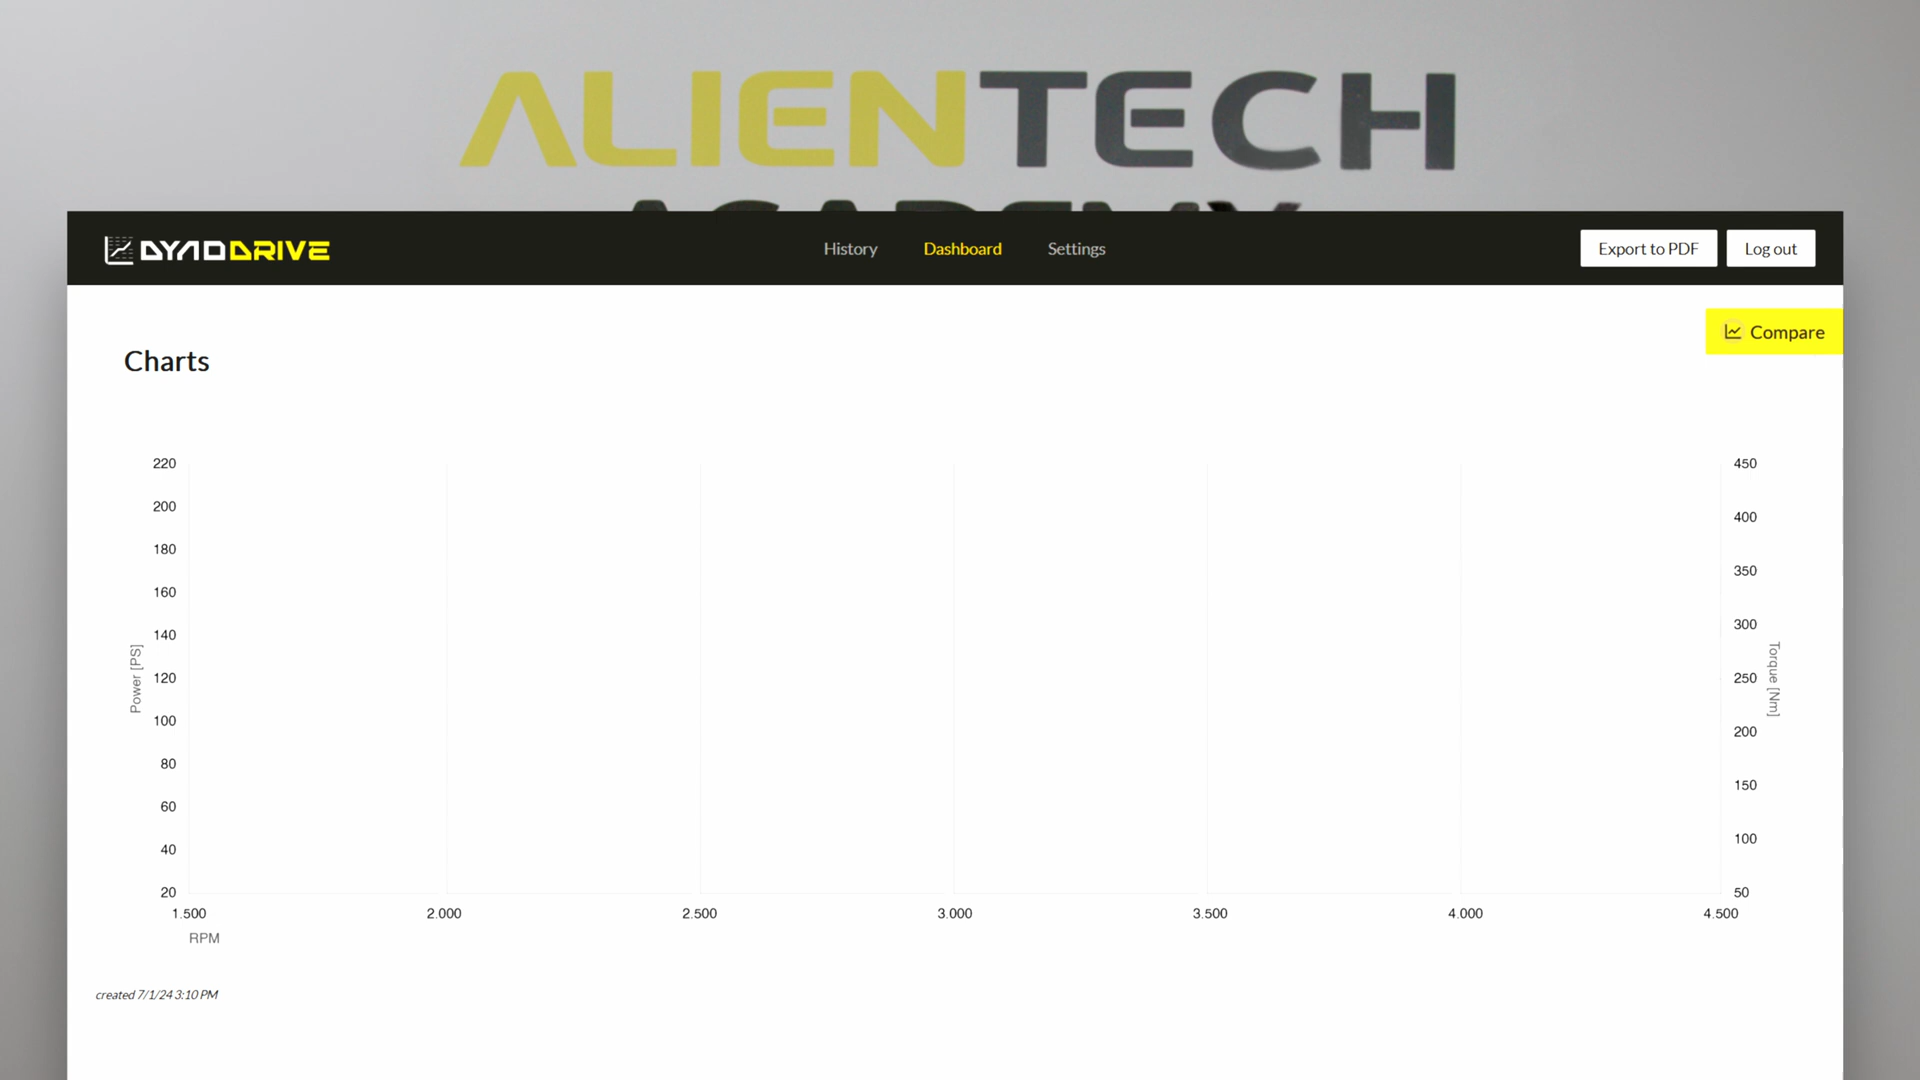 ALIENTECH
ACADEMY
DYNODRIVE
History
Dashboard
Settings
Export to PDF
Log out
Compare
Charts
220
200
180
160
140
120
100
80
60
40
20
Power [PS]
450
400
350
300
250
200
150
100
50
Torque [Nm]
1.500
2.000
2.500
3.000
3.500
4.000
4.500
RPM
created 7/1/24 3:10 PM